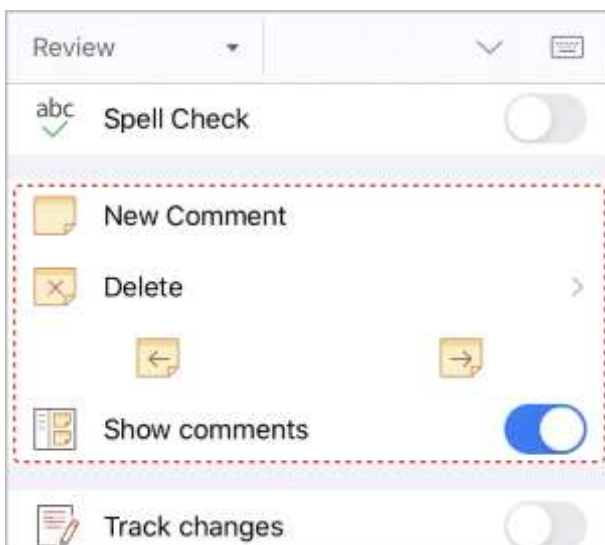 Review
abc
Spell Check
New Comment
Delete
Show comments
Track changes